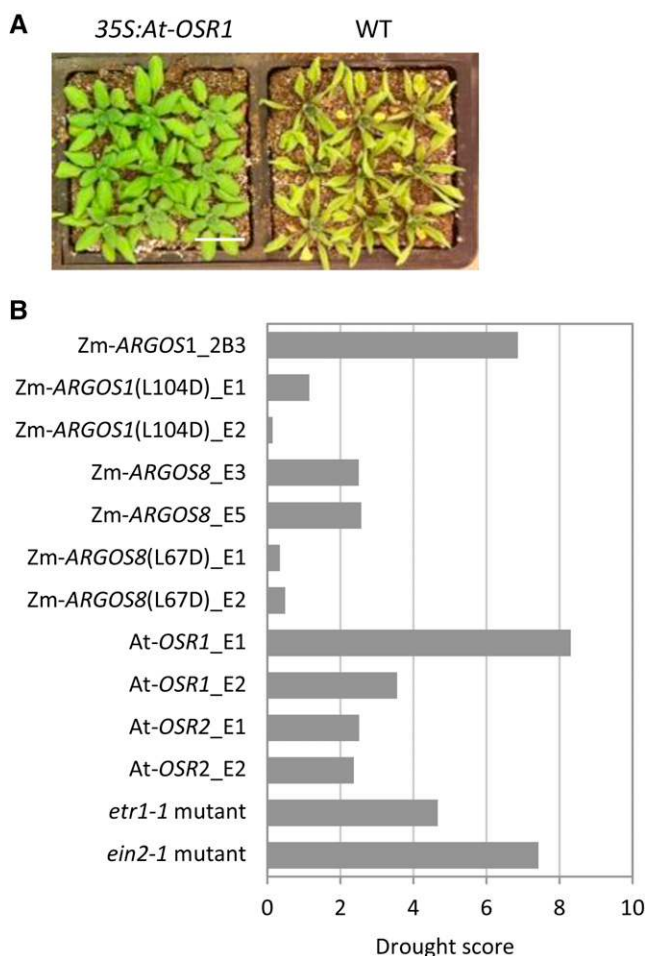 A
35S:At-OSR1 WT
B
Zm-ARGOS1_2B3
Zm-ARGOS1(L104D)_E1
Zm-ARGOS1(L104D)_E2
Zm-ARGOS8_E3
Zm-ARGOS8_E5
Zm-ARGOS8(L67D)_E1
Zm-ARGOS8(L67D)_E2
At-OSR1_E1
At-OSR1_E2
At-OSR2_E1
At-OSR2_E2
etr1-1 mutant
ein2-1 mutant
0 2 4 6 8 10
Drought score